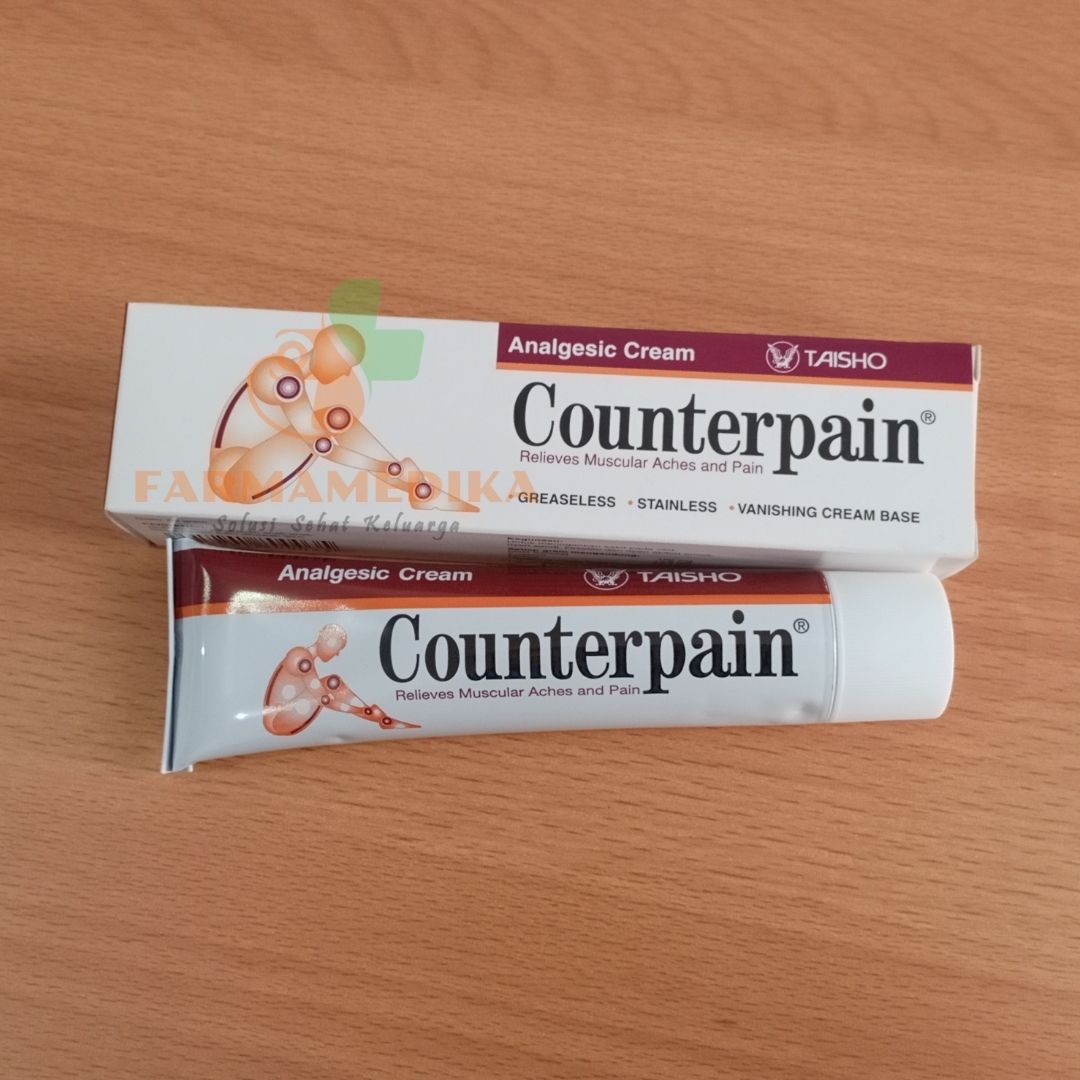 Analgesic Cream
TAISHO
Counterpain®
Relieves Muscular Aches and Pain
• GREASELESS • STAINLESS • VANISHING CREAM BASE
FARMAMEDIKA
Solusi Sehat Keluarga
Analgesic Cream
TAISHO
Counterpain®
Relieves Muscular Aches and Pain